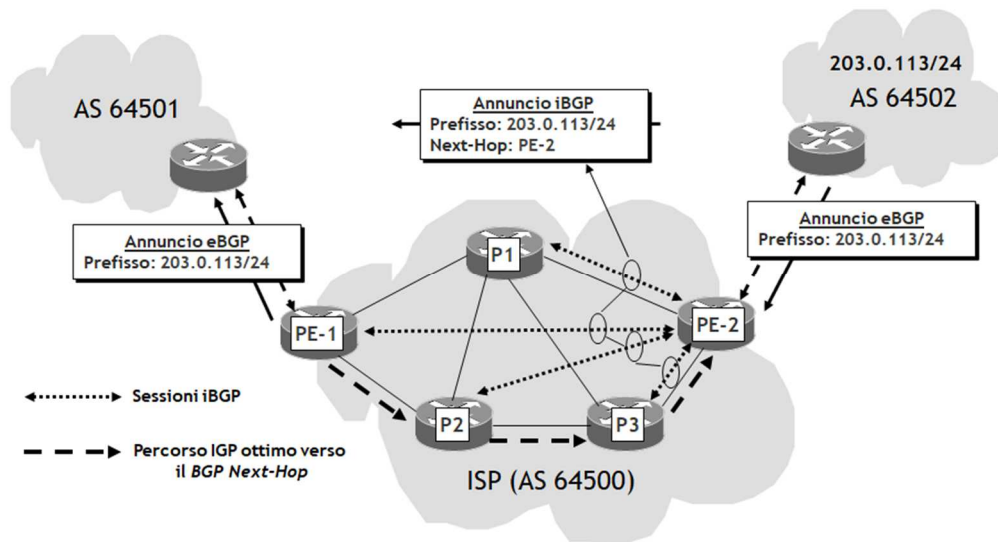 203.0.113/24
AS 64501
AS 64502
Annuncio iBGP
Prefisso: 203.0.113/24
Next-Hop: PE-2
Annuncio eBGP
Prefisso: 203.0.113/24
Annuncio eBGP
Prefisso: 203.0.113/24
P1
PE-1
PE-2
Sessioni iBGP
P2
P3
Percorso IGP ottimo verso
il BGP Next-Hop
ISP (AS 64500)